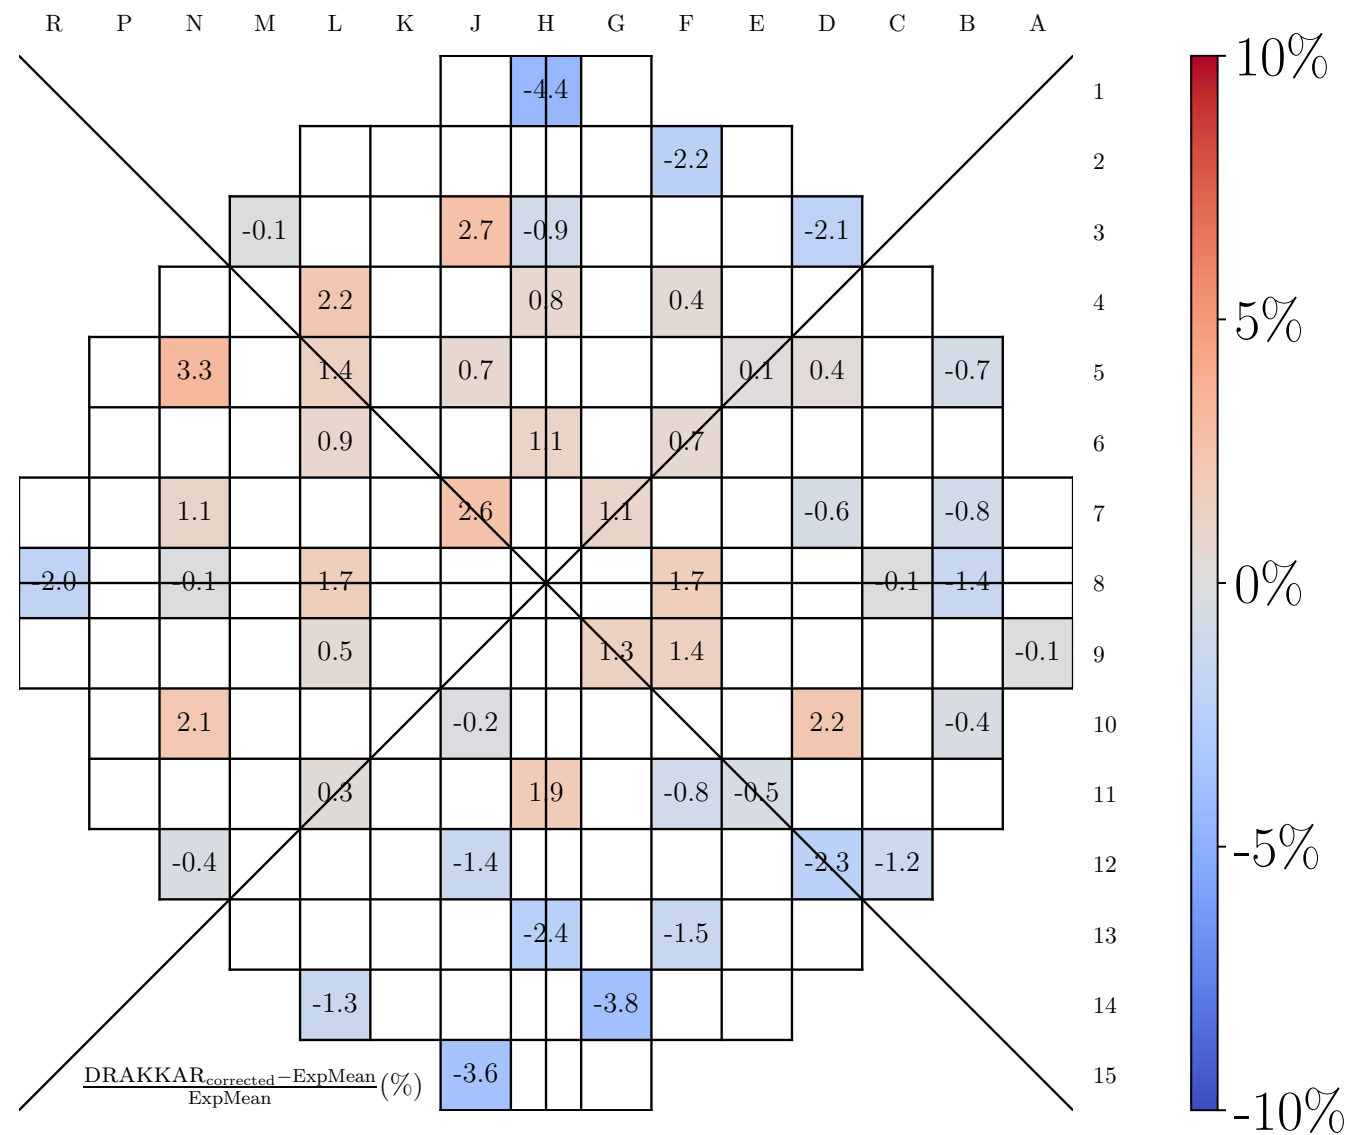 R P N M L K J H G F E D C B A
10%
-4.4 1
-2.2 2
-0.1 2.7 -0.9 -2.1 3
2.2 0.8 0.4 4
5%
3.3 1.4 0.7 0.1 0.4 -0.7 5
0.9 1.1 0.7 6
1.1 2.6 1.1 -0.6 -0.8 7
-2.0 -0.1 1.7 1.7 -0.1 -1.4 8 0%
0.5 1.3 1.4 -0.1 9
2.1 -0.2 2.2 -0.4 10
0.3 1.9 -0.8 -0.5 11
-5%
-0.4 -1.4 -2.3 -1.2 12
-2.4 -1.5 13
-1.3 -3.8 14
-3.6 15
DRAKKARcorrected−ExpMean
ExpMean (%)
-10%